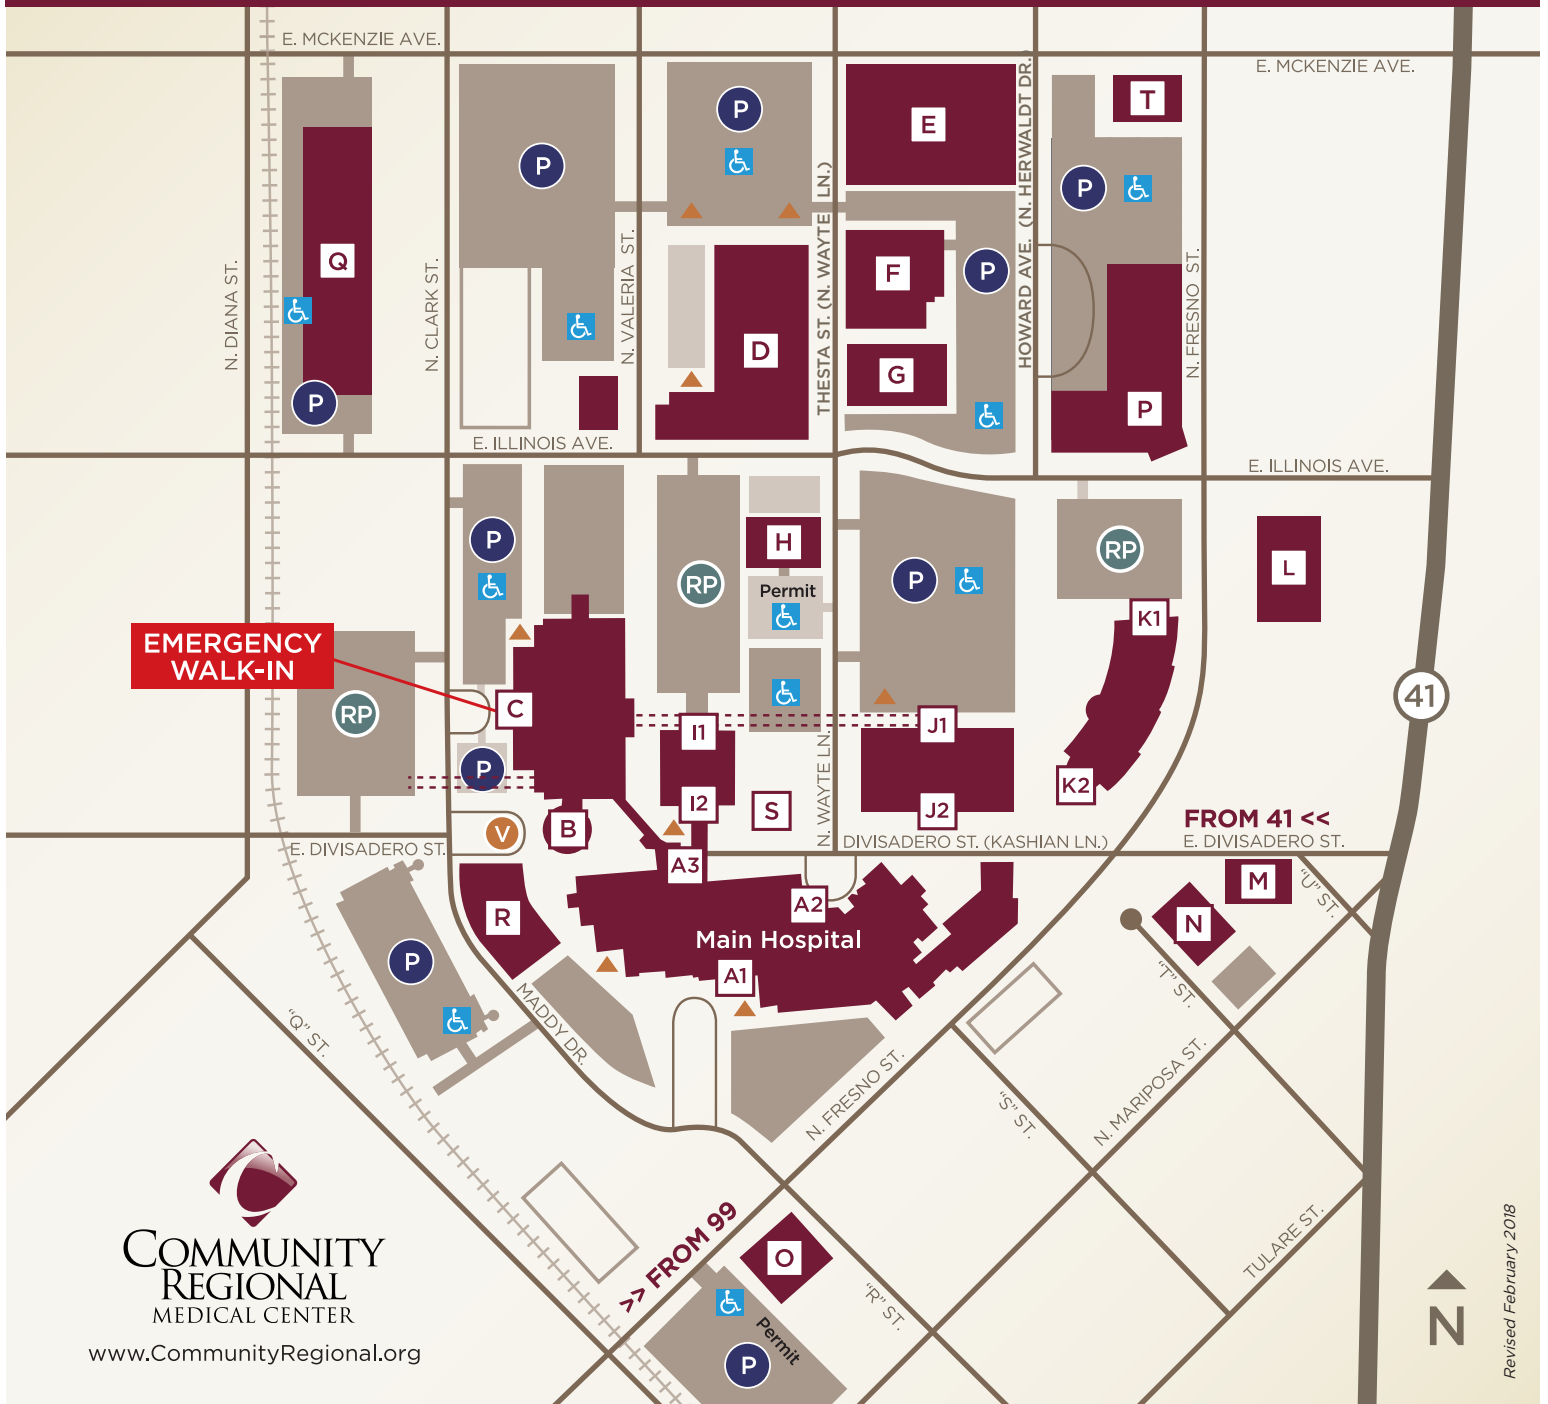 E. MCKENZIE AVE.
E. MCKENZIE AVE.
T
P
E
P
P
P
N. DIANA ST.
Q
N. CLARK ST.
N. VALERIA ST.
THESTA ST. (N. WAYTE LN.)
HOWARD AVE. (N. HERWALDT DR.)
N. FRESNO ST.
F
P
D
G
P
P
E. ILLINOIS AVE.
E. ILLINOIS AVE.
P
H
RP
L
RP
Permit
P
K1
EMERGENCY
WALK-IN
RP
C
I1
J1
41
P
K2
I2
S
J2
N. WAYTE LN.
V
B
FROM 41 <<
E. DIVISADERO ST.
DIVISADERO ST. (KASHIAN LN.)
E. DIVISADERO ST.
A3
M
"U" ST.
R
A2
N
Main Hospital
P
A1
"T" ST.
"Q" ST.
MADDY DR.
N. FRESNO ST.
"S" ST.
N. MARIPOSA ST.
COMMUNITY
REGIONAL
MEDICAL CENTER
www.CommunityRegional.org
>> FROM 99
O
"R" ST.
TULARE ST.
Permit
P
N
Revised February 2018